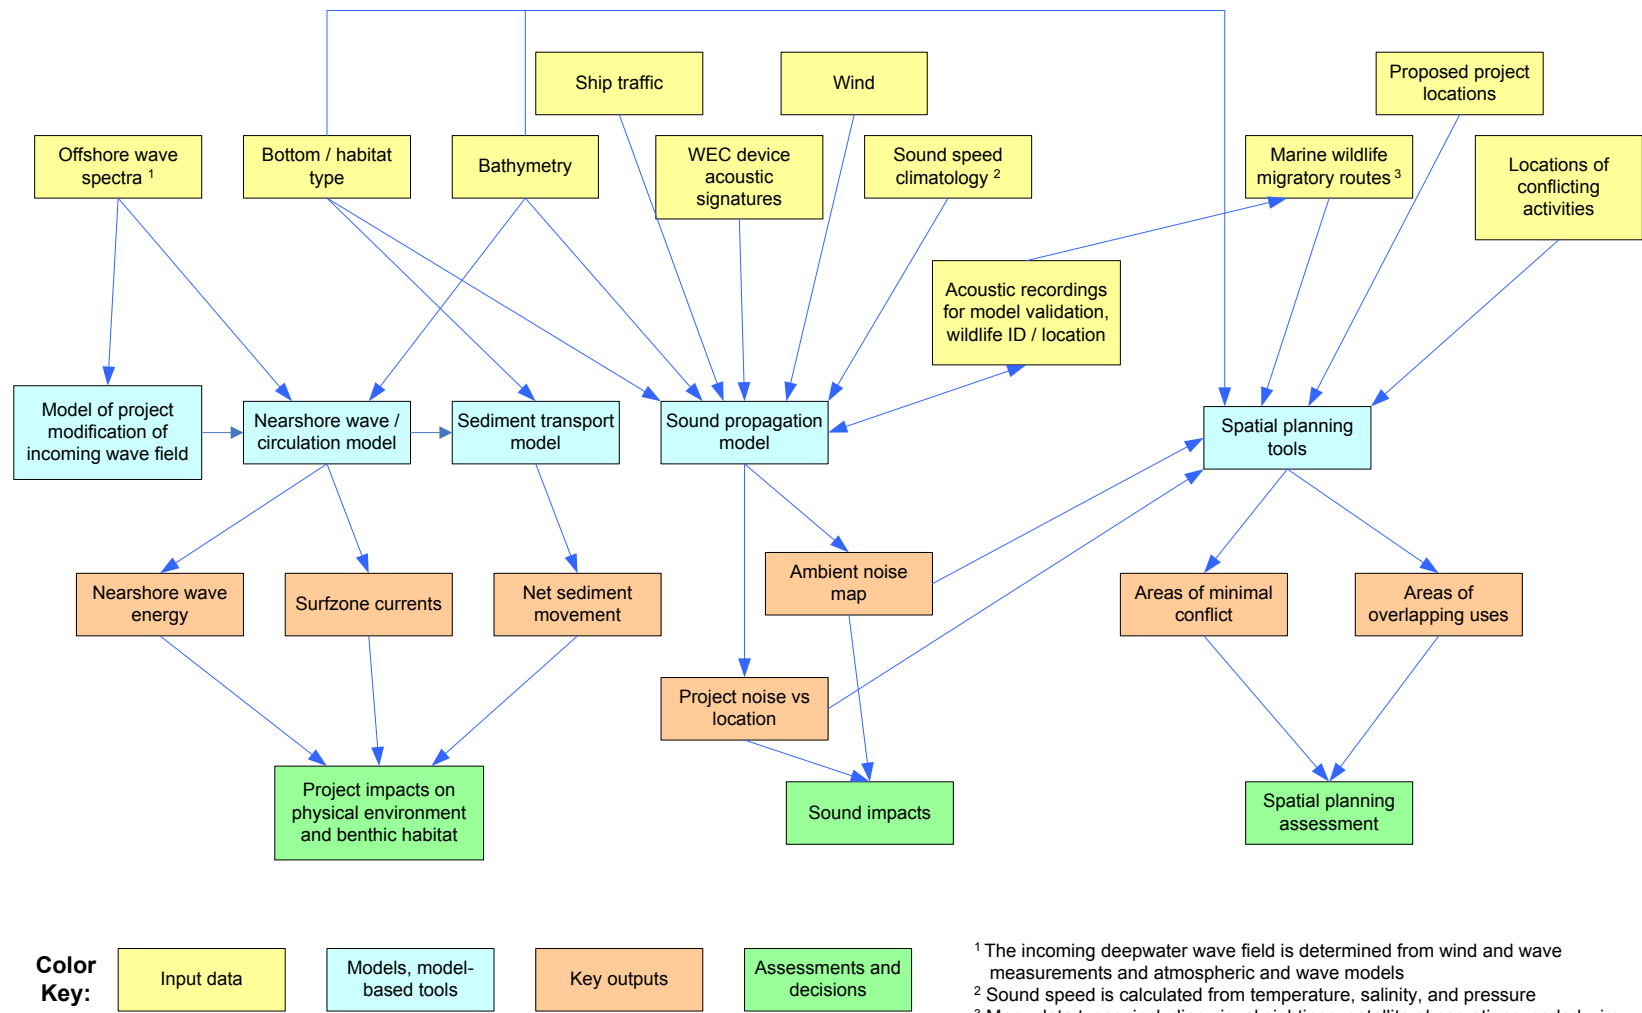 Ship traffic
Wind
Proposed project
locations
Offshore wave
spectra 1
Bottom / habitat
type
Bathymetry
WEC device
acoustic
signatures
Sound speed
climatology 2
Marine wildlife
migratory routes 3
Locations of
conflicting
activities
Acoustic recordings
for model validation,
wildlife ID / location
Model of project
modification of
incoming wave field
Nearshore wave /
circulation model
Sediment transport
model
Sound propagation
model
Spatial planning
tools
Nearshore wave
energy
Surfzone currents
Net sediment
movement
Ambient noise
map
Areas of minimal
conflict
Areas of
overlapping uses
Project noise vs
location
Project impacts on
physical environment
and benthic habitat
Sound impacts
Spatial planning
assessment
Color
Key:
Input data
Models, model-
based tools
Key outputs
Assessments and
decisions
1 The incoming deepwater wave field is determined from wind and wave
measurements and atmospheric and wave models
2 Sound speed is calculated from temperature, salinity, and pressure